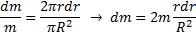 dm/m = 2πrdr/πR² → dm = 2m rdr/R²